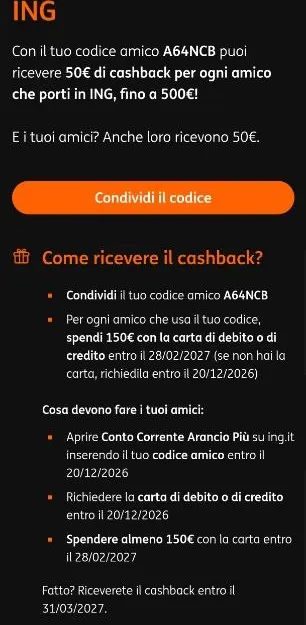 ING
Con il tuo codice amico A64NCB puoi
ricevere 50€ di cashback per ogni amico
che porti in ING, fino a 500€!
E i tuoi amici? Anche loro ricevono 50€.
Condividi il codice
Come ricevere il cashback?
▪ Condividi il tuo codice amico A64NCB
▪ Per ogni amico che usa il tuo codice,
spendi 150€ con la carta di debito o di
credito entro il 28/02/2027 (se non hai la
carta, richiedila entro il 20/12/2026)
Cosa devono fare i tuoi amici:
▪ Aprire Conto Corrente Arancio Più su ing.it
inserendo il tuo codice amico entro il
20/12/2026
▪ Richiedere la carta di debito o di credito
entro il 20/12/2026
▪ Spendere almeno 150€ con la carta entro
il 28/02/2027
Fatto? Riceverete il cashback entro il
31/03/2027.